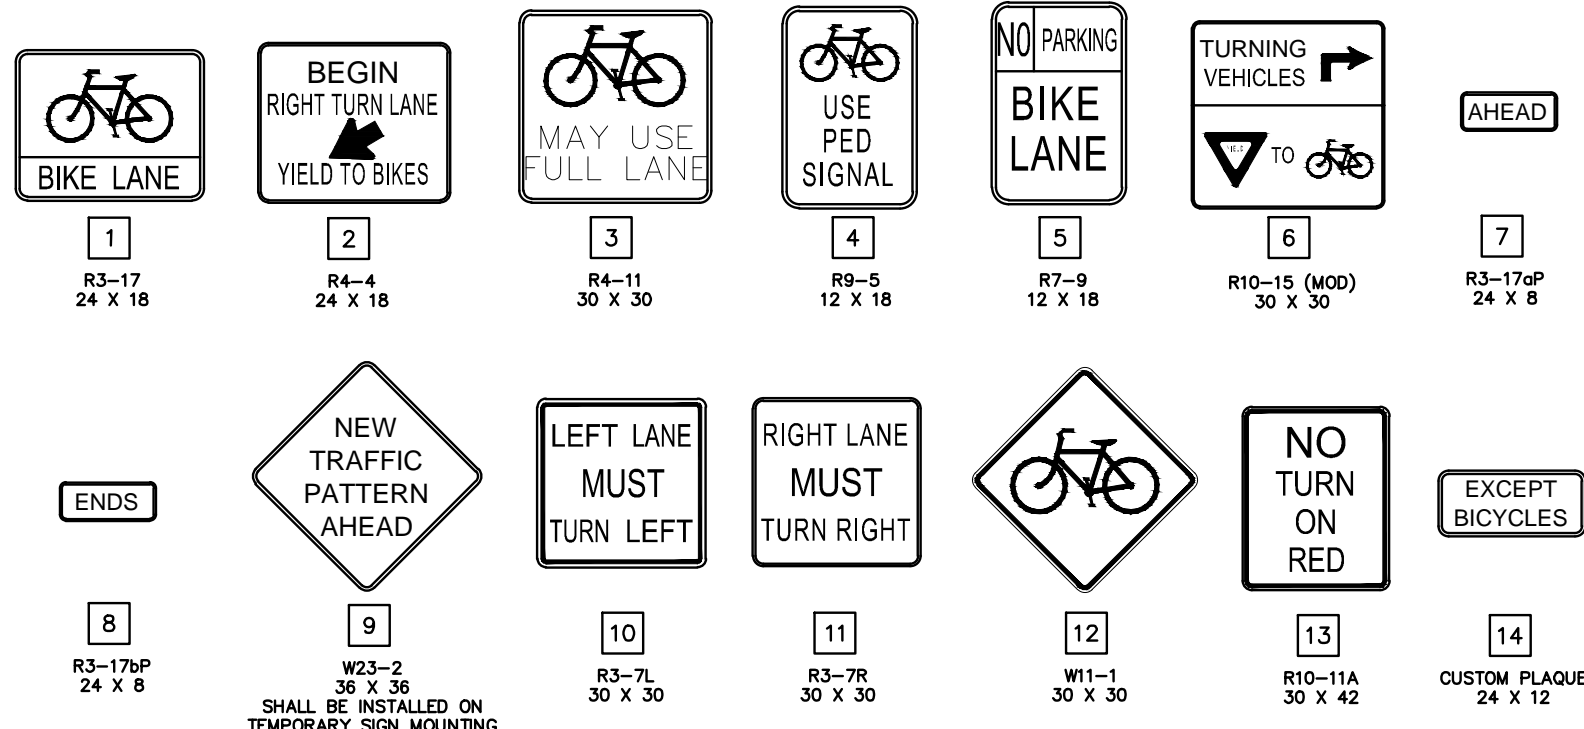 BIKE LANE
1
R3-17
24 X 18
BEGIN
RIGHT TURN LANE
YIELD TO BIKES
2
R4-4
24 X 18
MAY USE
FULL LANE
3
R4-11
30 X 30
USE
PED
SIGNAL
4
R9-5
12 X 18
NO PARKING
BIKE
LANE
5
R7-9
12 X 18
TURNING
VEHICLES
YIELD TO
6
R10-15 (MOD)
30 X 30
AHEAD
7
R3-17aP
24 X 8
ENDS
8
R3-17bP
24 X 8
NEW
TRAFFIC
PATTERN
AHEAD
9
W23-2
36 X 36
SHALL BE INSTALLED ON
TEMPORARY SIGN MOUNTING
LEFT LANE
MUST
TURN LEFT
10
R3-7L
30 X 30
RIGHT LANE
MUST
TURN RIGHT
11
R3-7R
30 X 30
12
W11-1
30 X 30
NO
TURN
ON
RED
13
R10-11A
30 X 42
EXCEPT
BICYCLES
14
CUSTOM PLAQUE
24 X 12